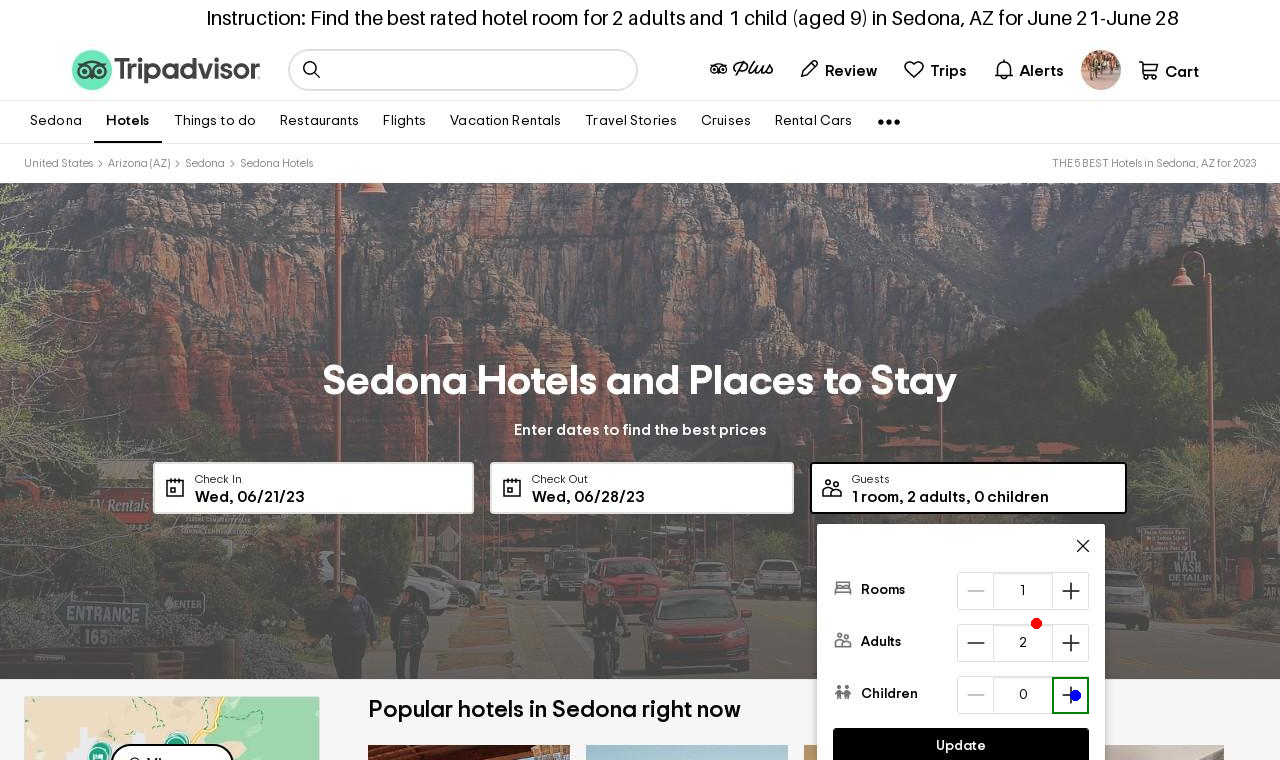 Instruction: Find the best rated hotel room for 2 adults and 1 child (aged 9) in Sedona, AZ for June 21-June 28
Tripadvisor
Plus
Review
Trips
Alerts
Cart
Sedona
Hotels
Things to do
Restaurants
Flights
Vacation Rentals
Travel Stories
Cruises
Rental Cars
United States
Arizona (AZ)
Sedona
Sedona Hotels
THE 5 BEST Hotels in Sedona, AZ for 2023
Sedona Hotels and Places to Stay
Enter dates to find the best prices
Check In
Wed, 06/21/23
Check Out
Wed, 06/28/23
Guests
1 room, 2 adults, 0 children
Rooms
1
Adults
2
Children
0
Update
RV Rentals
ENTRANCE
165
ENTER
CAR
WASH
DETAILING
Popular hotels in Sedona right now